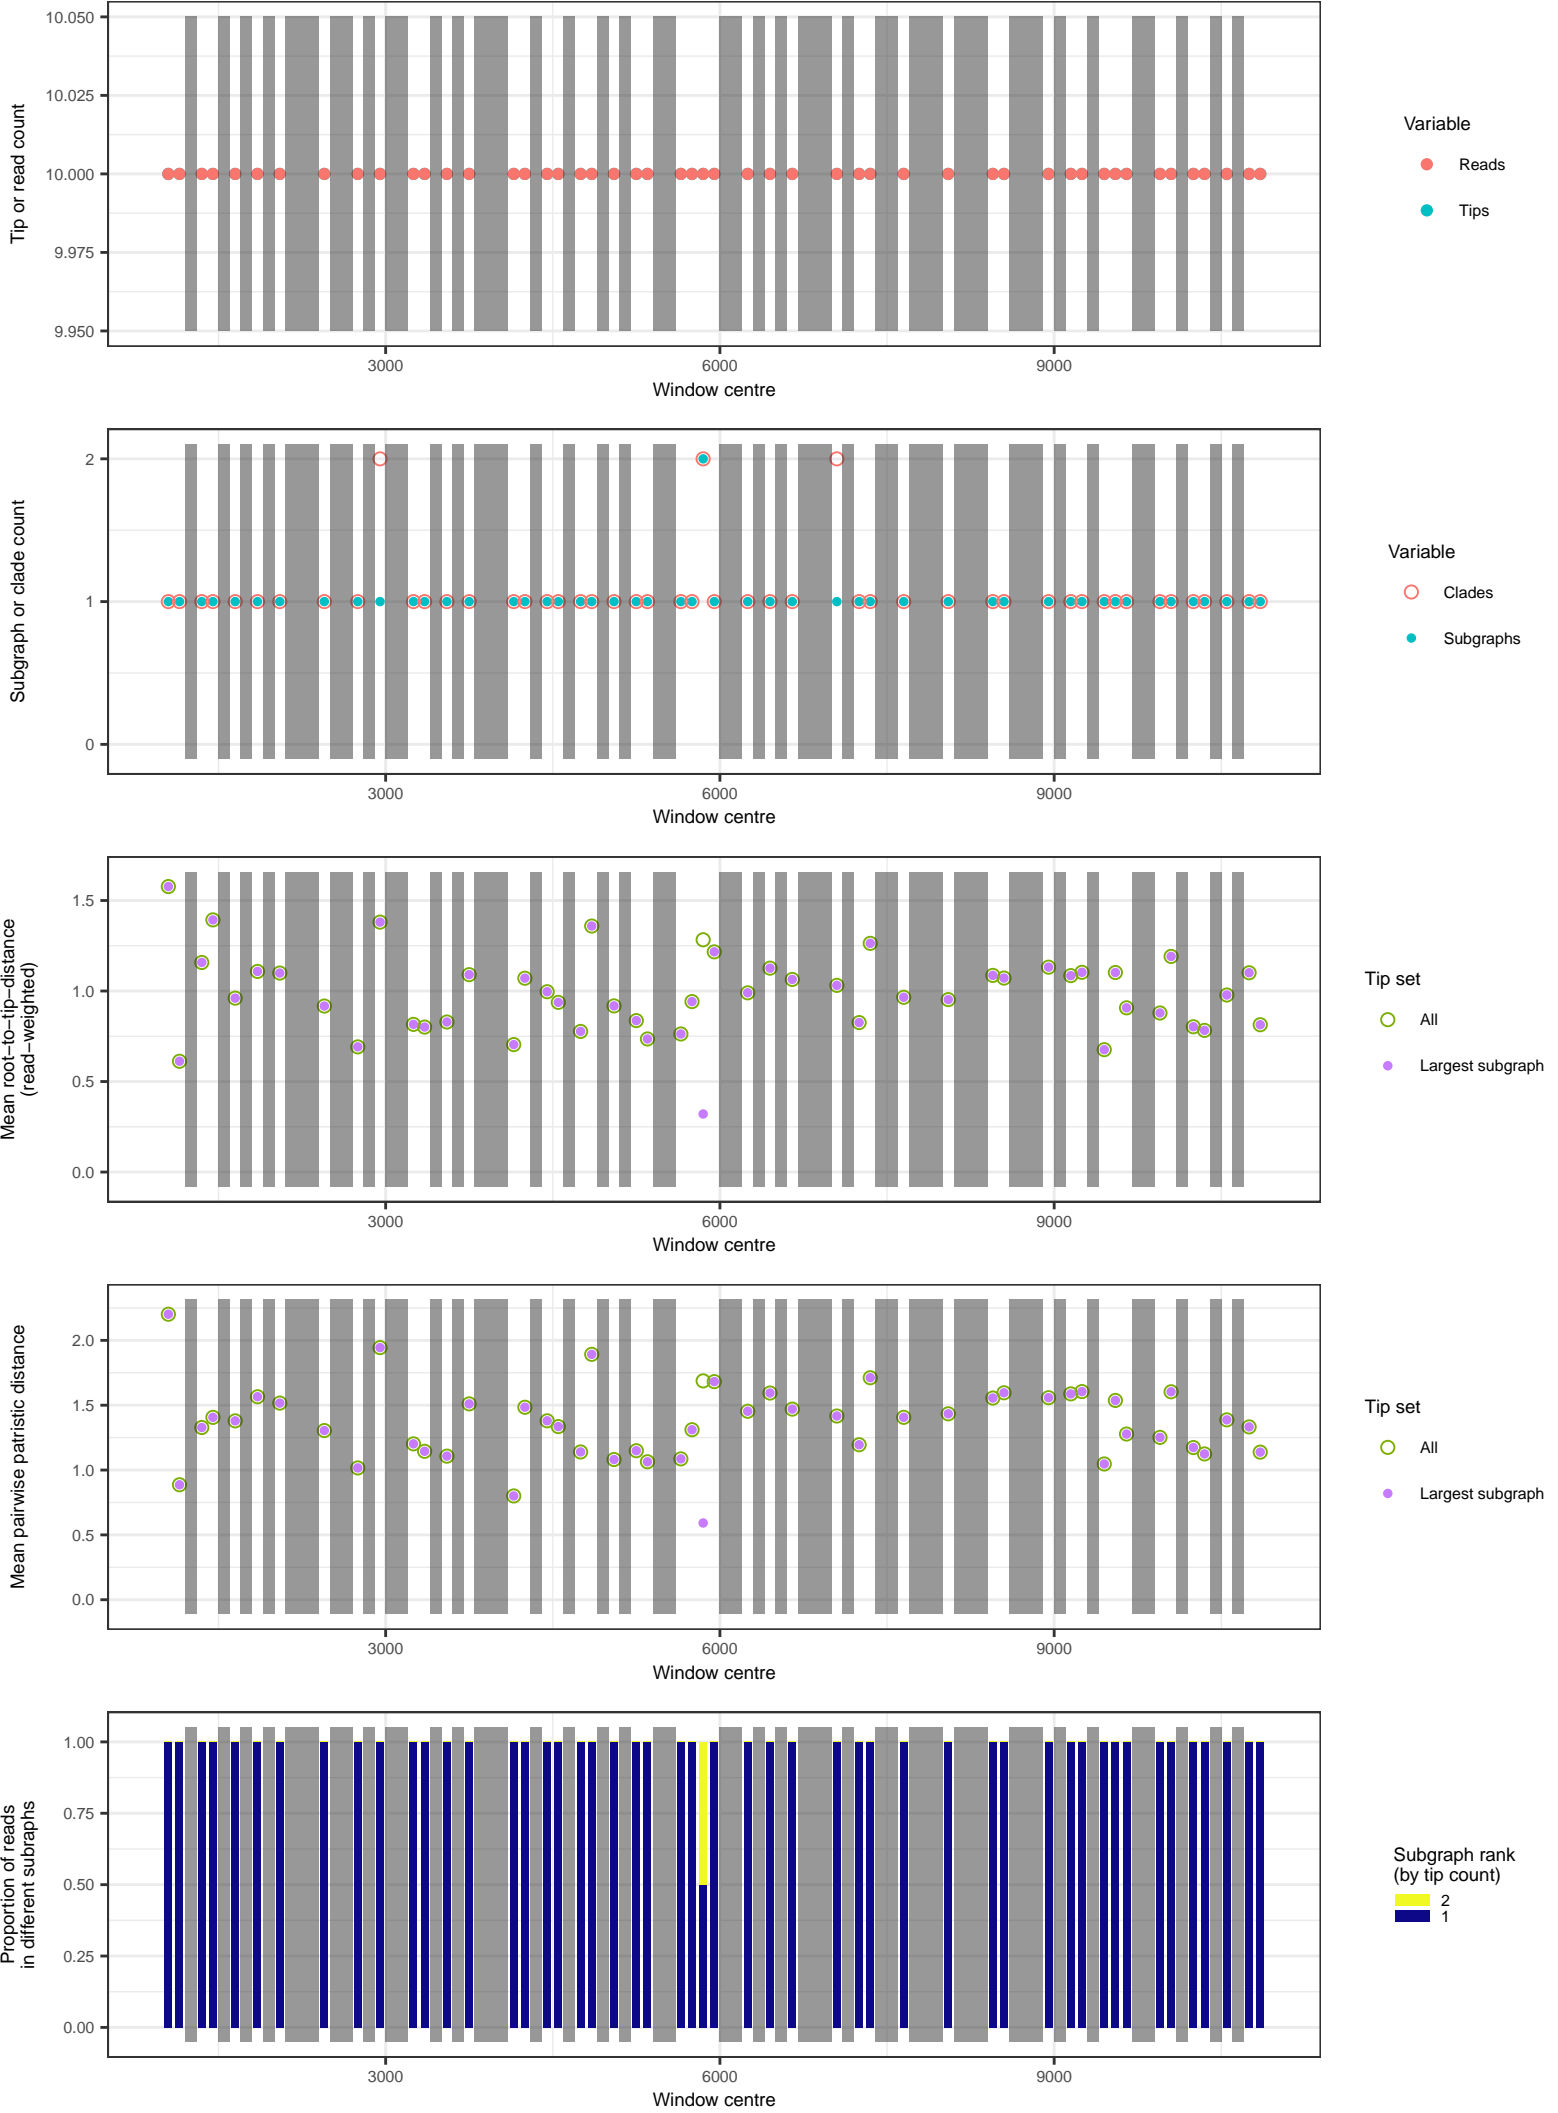 10.050
10.025
10.000
9.975
9.950
Tip or read count
3000
6000
9000
Window centre
Variable
Reads
Tips
2
1
0
Subgraph or clade count
3000
6000
9000
Window centre
Variable
Clades
Subgraphs
1.5
1.0
0.5
0.0
Mean root−to−tip−distance
(read−weighted)
3000
6000
9000
Window centre
Tip set
All
Largest subgraph
2.0
1.5
1.0
0.5
0.0
Mean pairwise patristic distance
3000
6000
9000
Window centre
Tip set
All
Largest subgraph
1.00
0.75
0.50
0.25
0.00
Proportion of reads
in different subraphs
3000
6000
9000
Window centre
Subgraph rank
(by tip count)
2
1